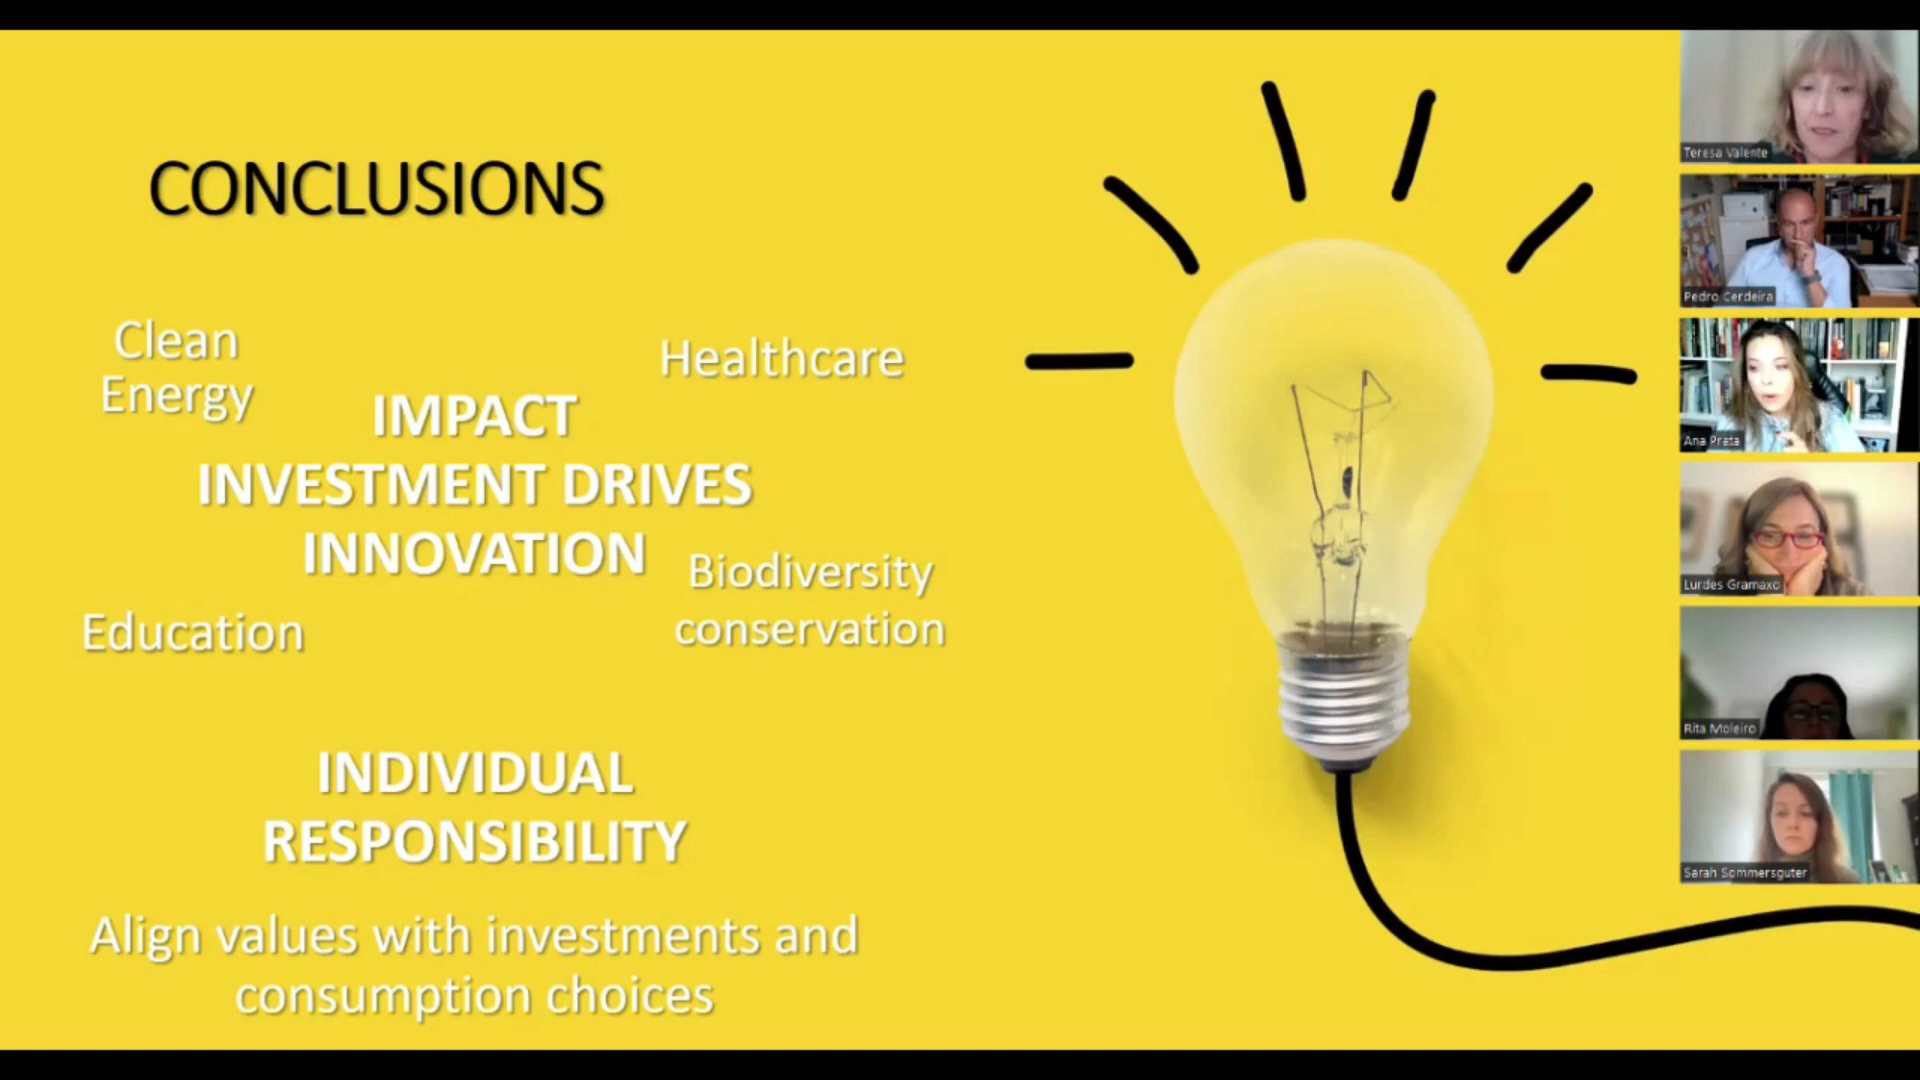 CONCLUSIONS
Clean
Energy
Healthcare
IMPACT
INVESTMENT DRIVES
INNOVATION
Biodiversity
conservation
Education
INDIVIDUAL
RESPONSIBILITY
Align values with investments and
consumption choices
Teresa Valente
Pedro Cerdeira
Ana Prata
Lurdes Gramaxo
Rita Moleiro
Sarah Sommersguter